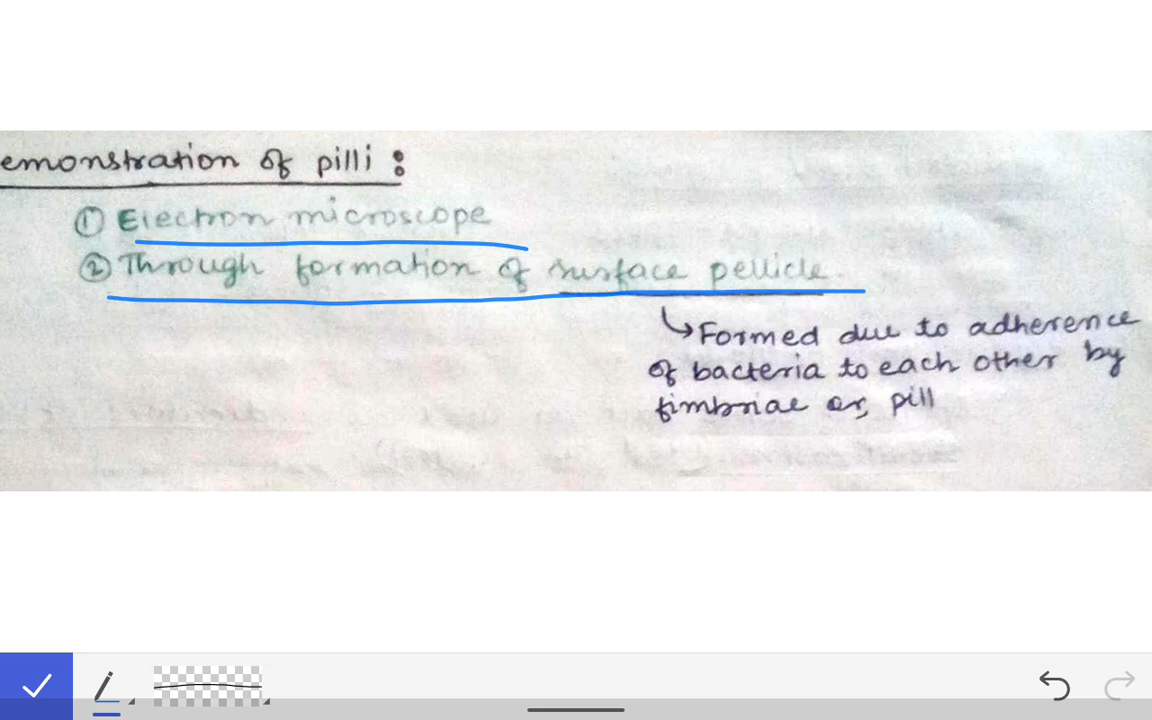 emonstration of pilli :
① Electron microscope
② Through formation of surface pellicle.
↳ Formed due to adherence
of bacteria to each other by
fimbriae or, pill